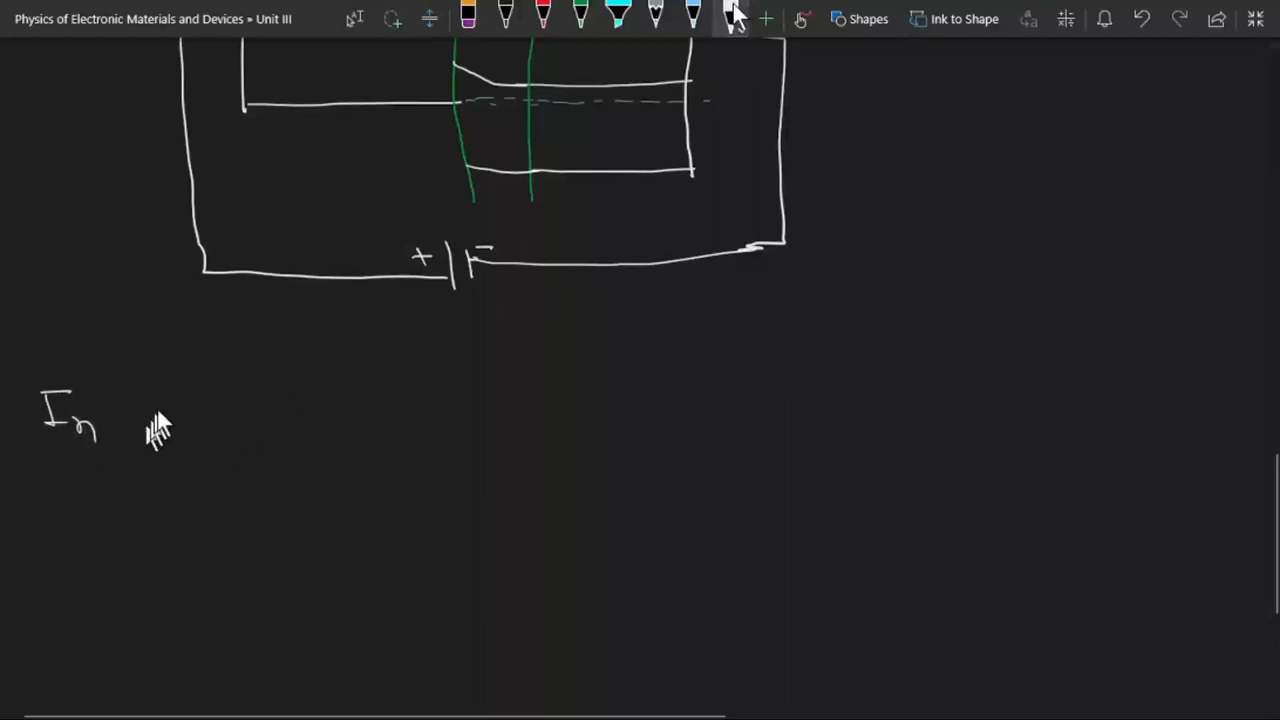 Physics of Electronic Materials and Devices » Unit III
Shapes
Ink to Shape
+ −
In